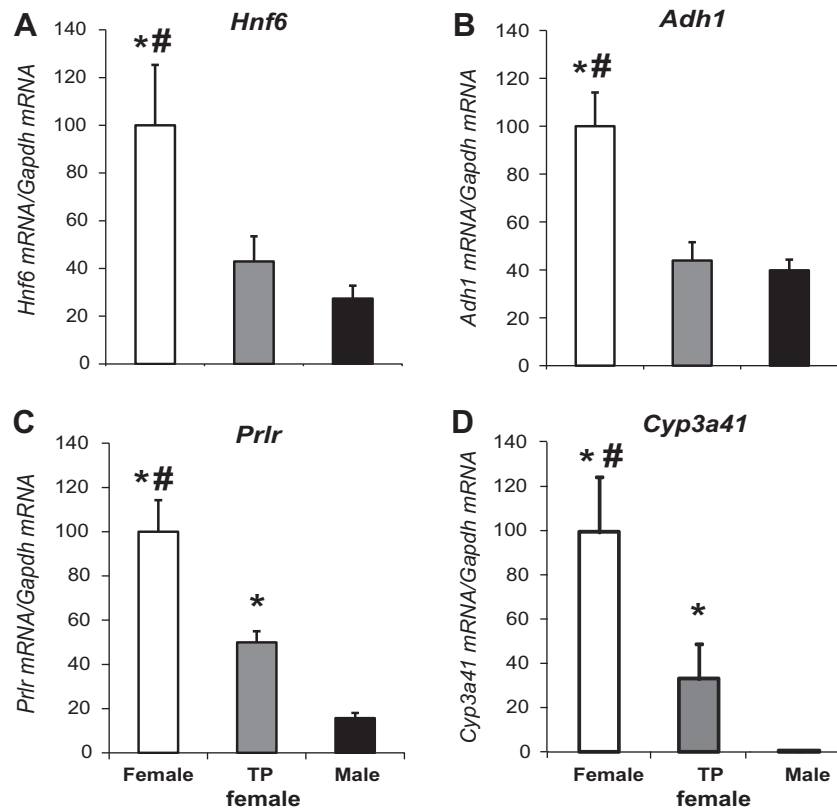 A
Hnf6
Hnf6 mRNA/Gapdh mRNA
140
120
100
80
60
40
20
0
*#
B
Adh1
Adh1 mRNA/Gapdh mRNA
140
120
100
80
60
40
20
0
*#
C
Prlr
Prlr mRNA/Gapdh mRNA
140
120
100
80
60
40
20
0
*#
*
Female
TP
female
Male
D
Cyp3a41
Cyp3a41 mRNA/Gapdh mRNA
140
120
100
80
60
40
20
0
* #
*
Female
TP
female
Male